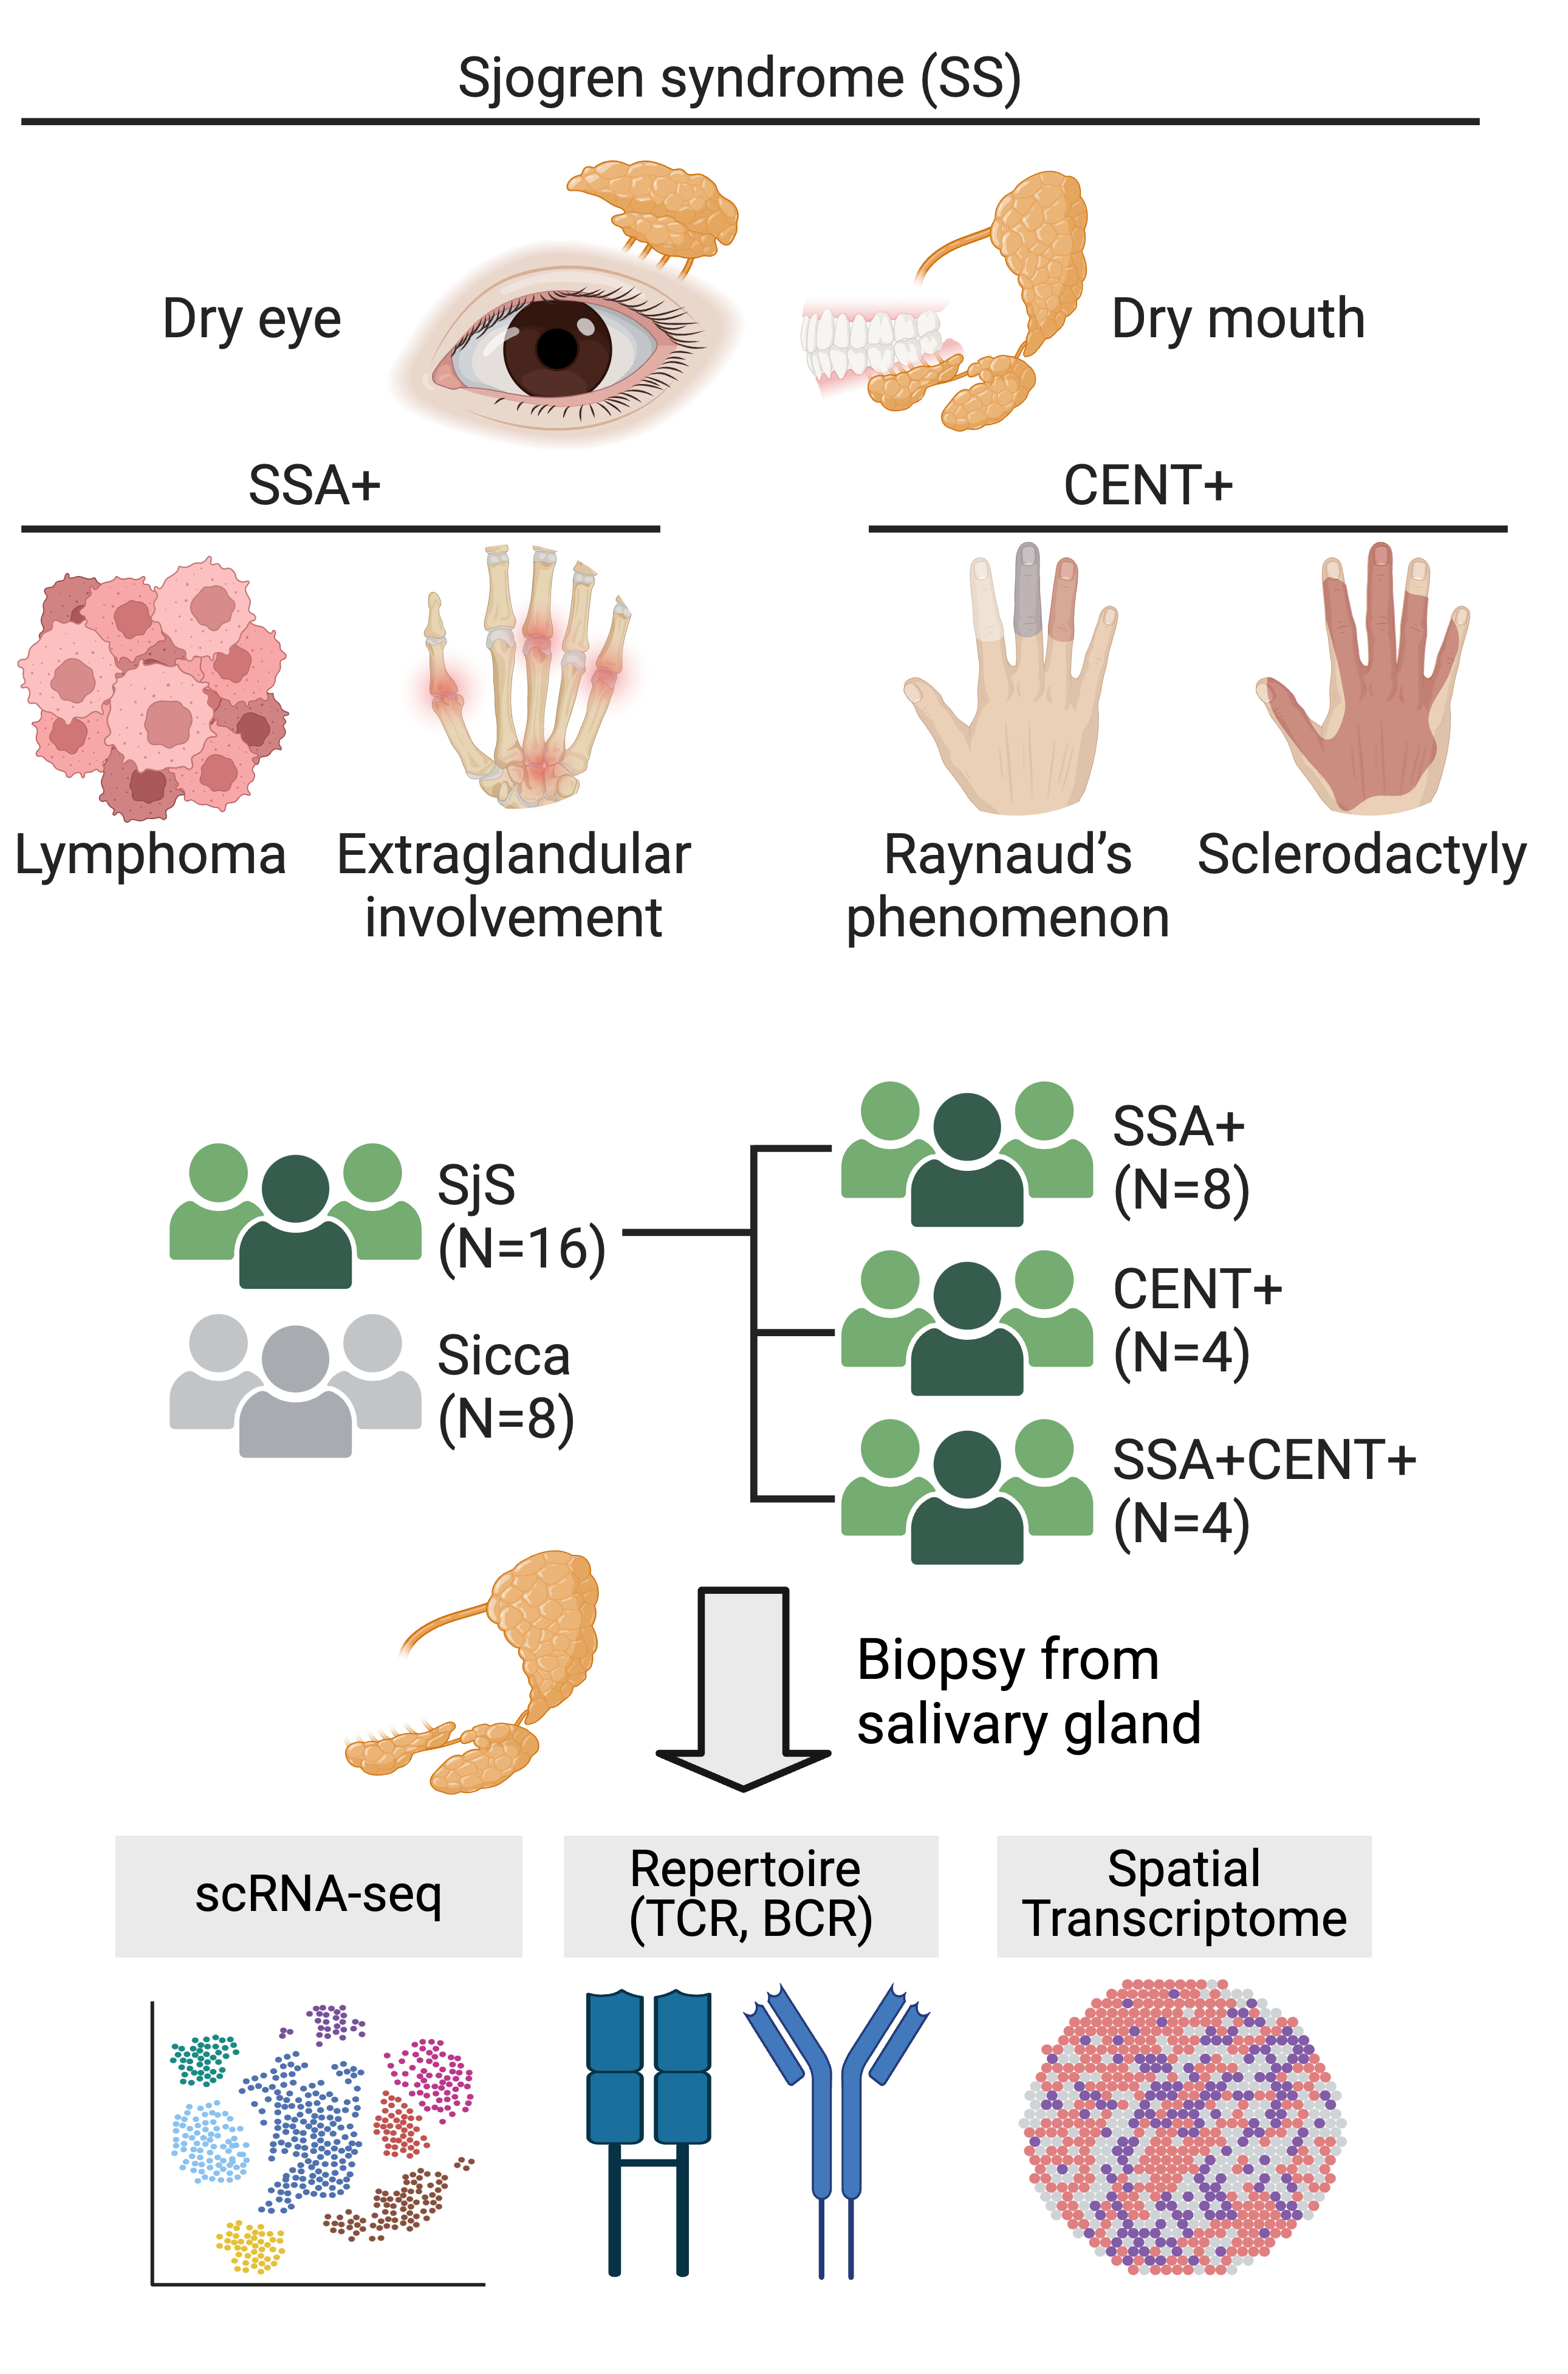 Sjogren syndrome (SS)
Dry eye
Dry mouth
SSA+
CENT+
Lymphoma
Extraglandular
involvement
Raynaud’s
phenomenon
Sclerodactyly
SjS
(N=16)
Sicca
(N=8)
SSA+
(N=8)
CENT+
(N=4)
SSA+CENT+
(N=4)
Biopsy from
salivary gland
scRNA-seq
Repertoire
(TCR, BCR)
Spatial
Transcriptome